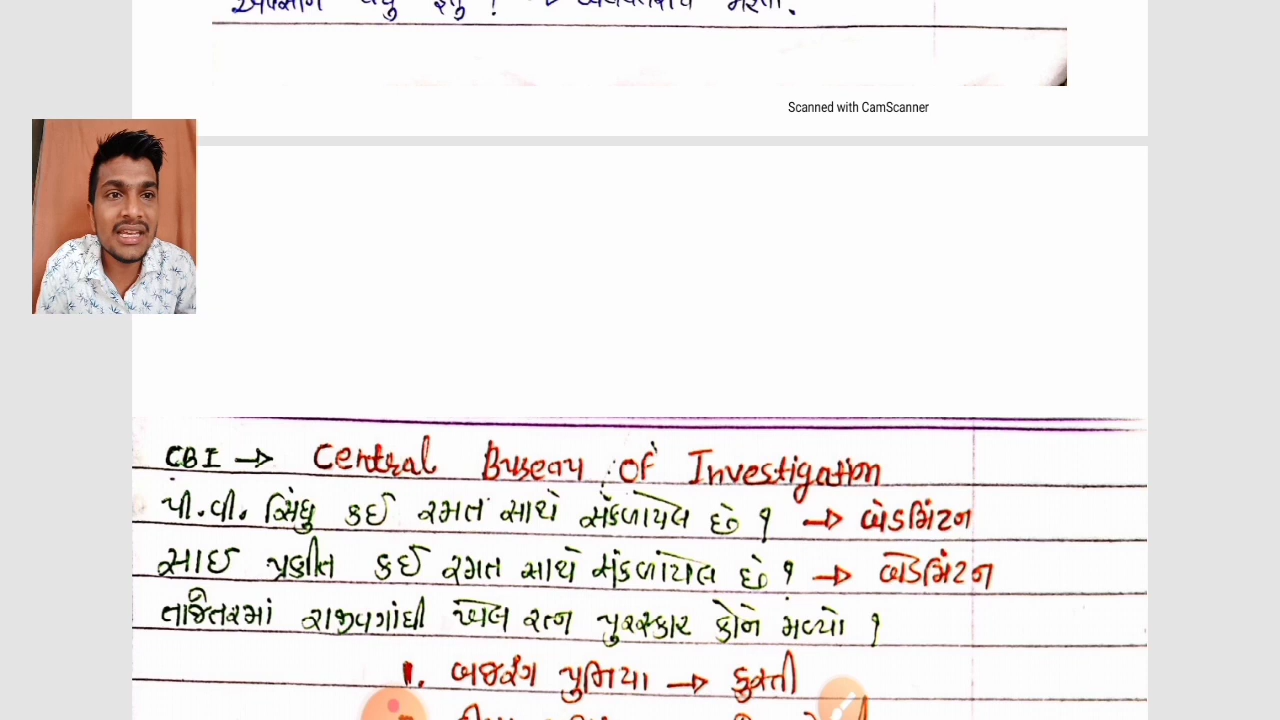 Scanned with CamScanner
CBI → Central Bureau of Investigation
પી.વી. સિંધુ કઈ રમત સાથે સંકળાયેલ છે ? → બેડમિંટન
સાઈ પ્રણીત કઈ રમત સાથે સંકળાયેલ છે ? → બેડમિંટન
તાજેતરમાં રાજીવગાંધી ખેલ રત્ન પુરસ્કાર કોને મળ્યો ?
1. બજરંગ પુનિયા → કુસ્તી